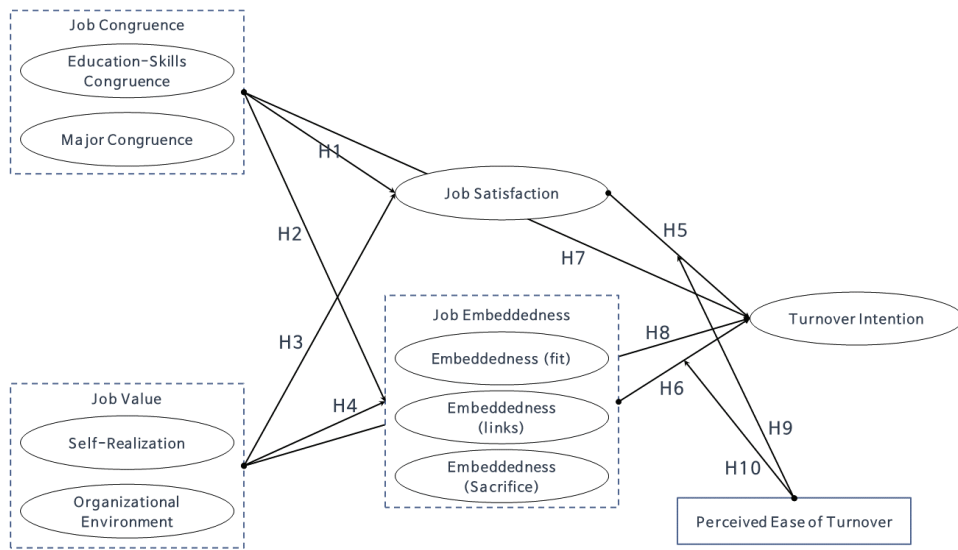 Job Congruence
Education-Skills
Congruence
Major Congruence
H1
Job Satisfaction
H2
H5
H7
H3
Job Embeddedness
Embeddedness (fit)
H8
Turnover Intention
H6
Job Value
H4
Embeddedness
(links)
Self-Realization
H9
Embeddedness
(Sacrifice)
H10
Organizational
Environment
Perceived Ease of Turnover